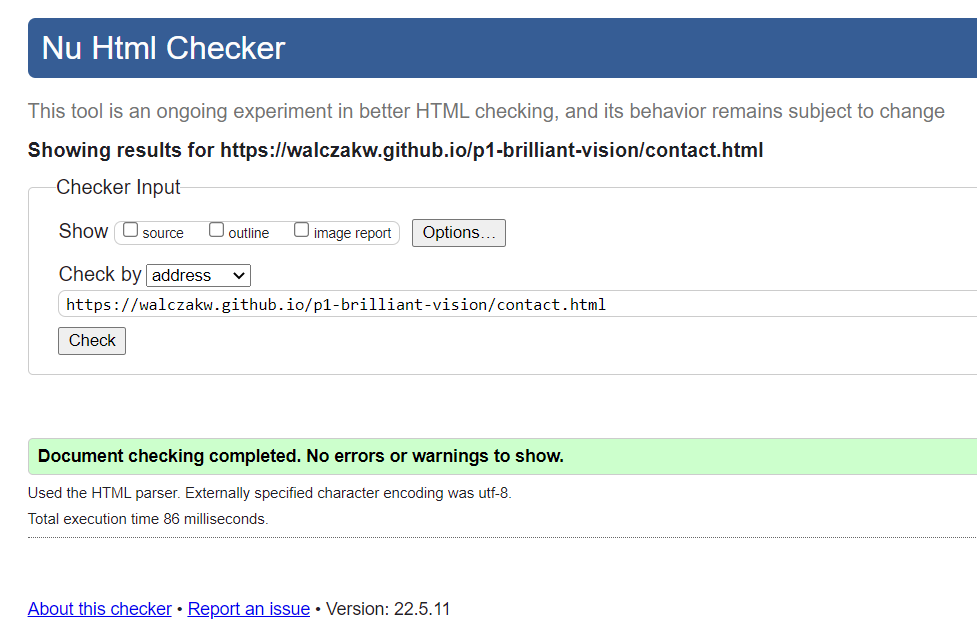 Nu Html Checker
This tool is an ongoing experiment in better HTML checking, and its behavior remains subject to change
Showing results for https://walczakw.github.io/p1-brilliant-vision/contact.html
Checker Input
Show source outline image report Options...
Check by address
https://walczakw.github.io/p1-brilliant-vision/contact.html
Check
Document checking completed. No errors or warnings to show.
Used the HTML parser. Externally specified character encoding was utf-8.
Total execution time 86 milliseconds.
About this checker • Report an issue • Version: 22.5.11